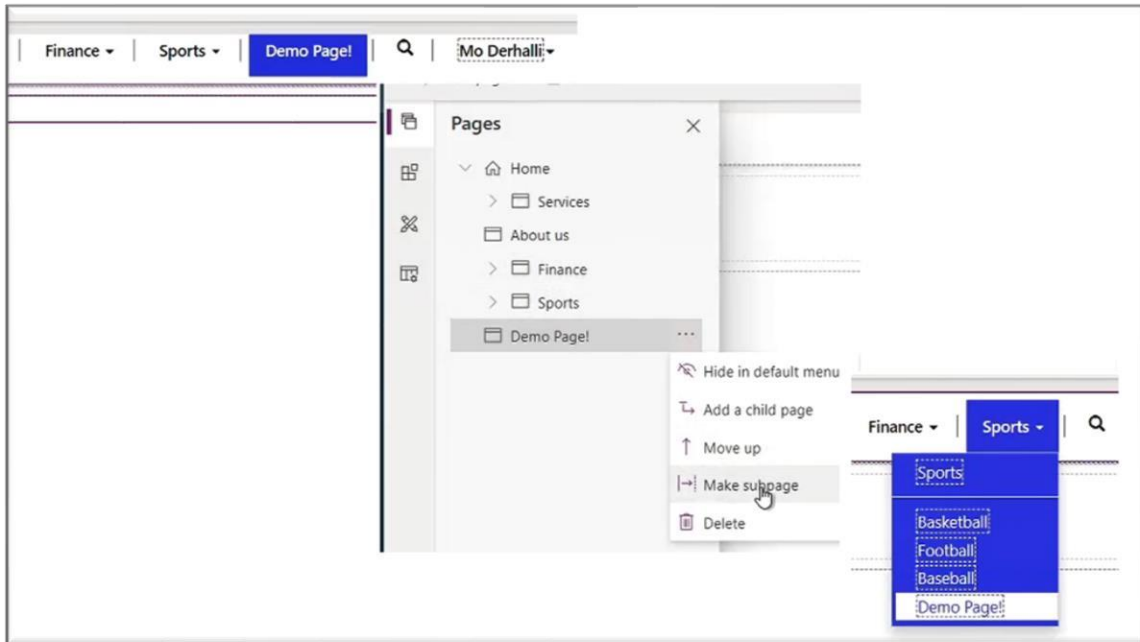 Finance
Sports
Demo Page!
Mo Derhalli
Pages
Home
Services
About us
Finance
Sports
Demo Page!
Hide in default menu
Add a child page
Move up
Make subpage
Delete
Finance
Sports
Sports
Basketball
Football
Baseball
Demo Page!